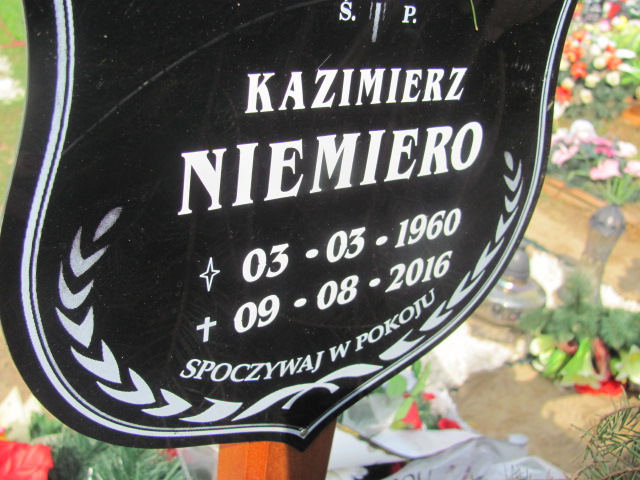 Ś. P.
KAZIMIERZ
NIEMIERO
03 · 03 · 1960
09 · 08 · 2016
SPOCZYWAJ W POKOJU